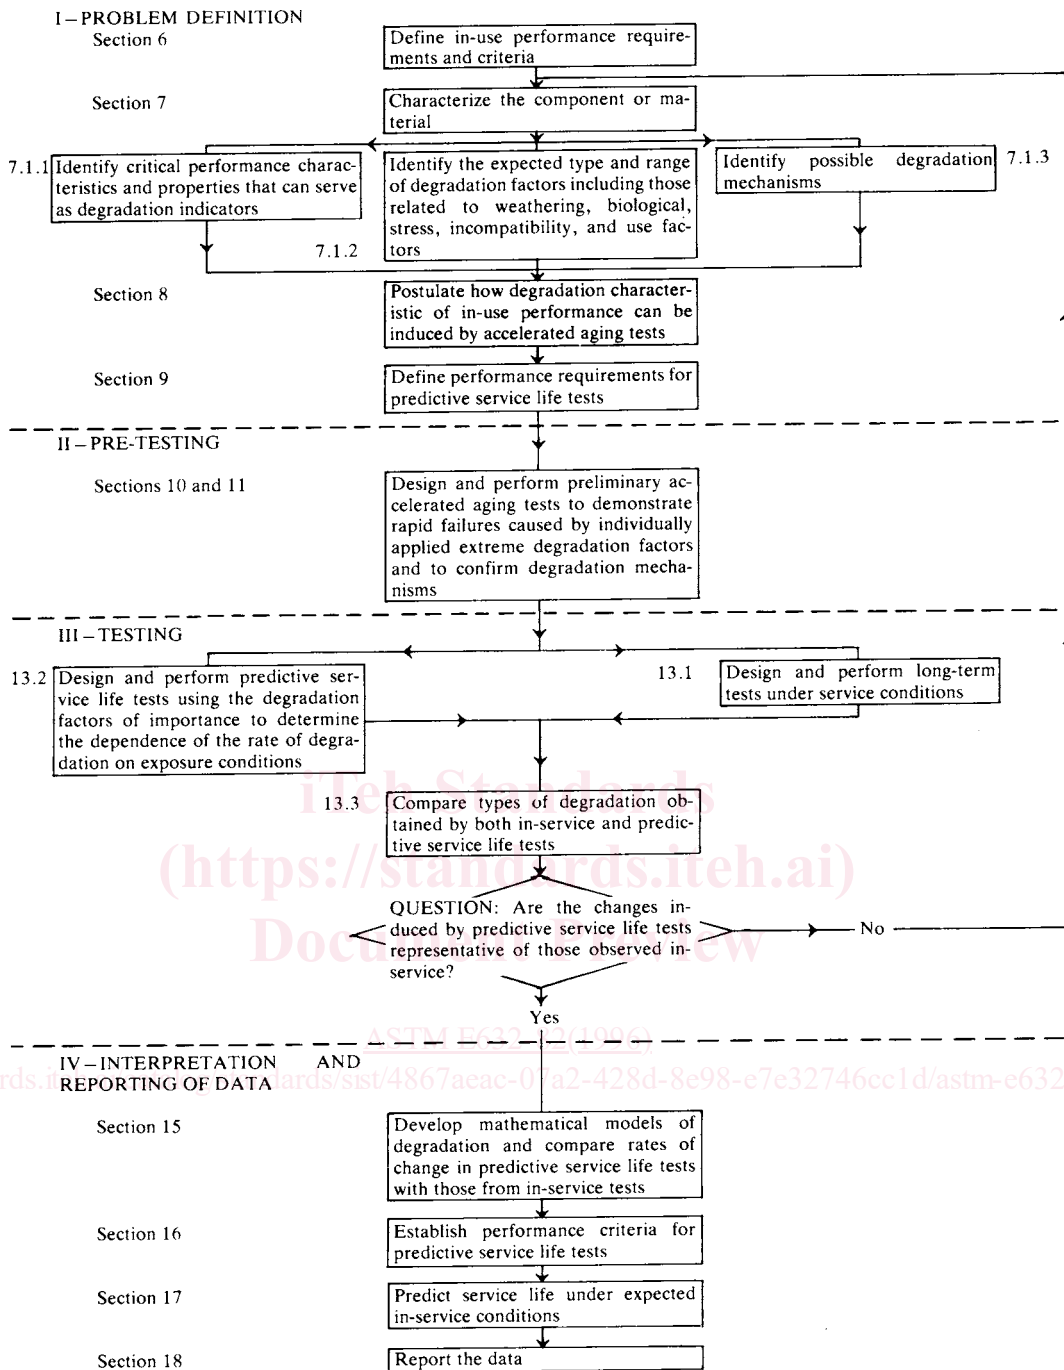 I – PROBLEM DEFINITION
Section 6
Define in-use performance require-
ments and criteria
Section 7
Characterize the component or ma-
terial
7.1.1
Identify critical performance charac-
teristics and properties that can serve
as degradation indicators
Identify the expected type and range
of degradation factors including those
related to weathering, biological,
stress, incompatibility, and use fac-
tors
7.1.2
Identify possible degradation
mechanisms
7.1.3
Section 8
Postulate how degradation character-
istic of in-use performance can be
induced by accelerated aging tests
Section 9
Define performance requirements for
predictive service life tests
II – PRE-TESTING
Sections 10 and 11
Design and perform preliminary ac-
celerated aging tests to demonstrate
rapid failures caused by individually
applied extreme degradation factors
and to confirm degradation mecha-
nisms
III – TESTING
13.2
Design and perform predictive ser-
vice life tests using the degradation
factors of importance to determine
the dependence of the rate of degra-
dation on exposure conditions
13.1
Design and perform long-term
tests under service conditions
13.3
Compare types of degradation ob-
tained by both in-service and predic-
tive service life tests
iTeh Standards
(https://standards.iteh.ai)
Document Preview
QUESTION: Are the changes in-
duced by predictive service life tests
representative of those observed in-
service?
No
Yes
ASTM E632-82(1996)
IV – INTERPRETATION AND
REPORTING OF DATA
dards/sist/4867aeac-07a2-428d-8e98-e7e32746cc1d/astm-e632
Section 15
Develop mathematical models of
degradation and compare rates of
change in predictive service life tests
with those from in-service tests
Section 16
Establish performance criteria for
predictive service life tests
Section 17
Predict service life under expected
in-service conditions
Section 18
Report the data